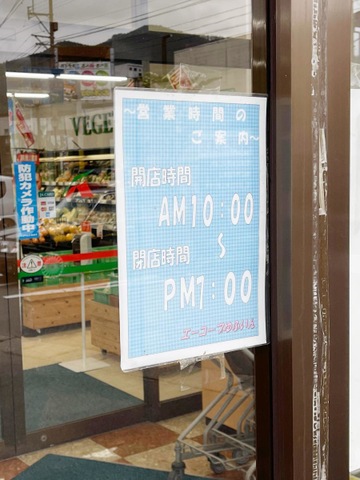 ～営業時間の
ご案内～
開店時間
AM10:00
～
閉店時間
PM7:00
VEGE
防犯カメラ作動中